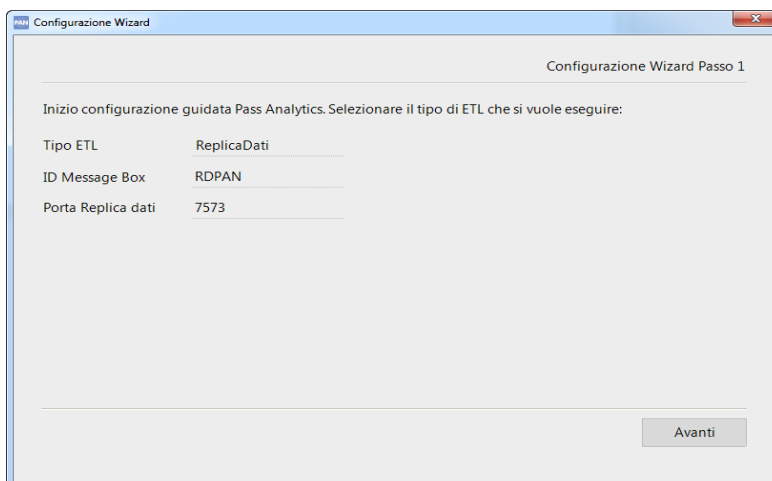 PAN Configurazione Wizard
Configurazione Wizard Passo 1
Inizio configurazione guidata Pass Analytics. Selezionare il tipo di ETL che si vuole eseguire:
Tipo ETL ReplicaDati
ID Message Box RDPAN
Porta Replica dati 7573
Avanti